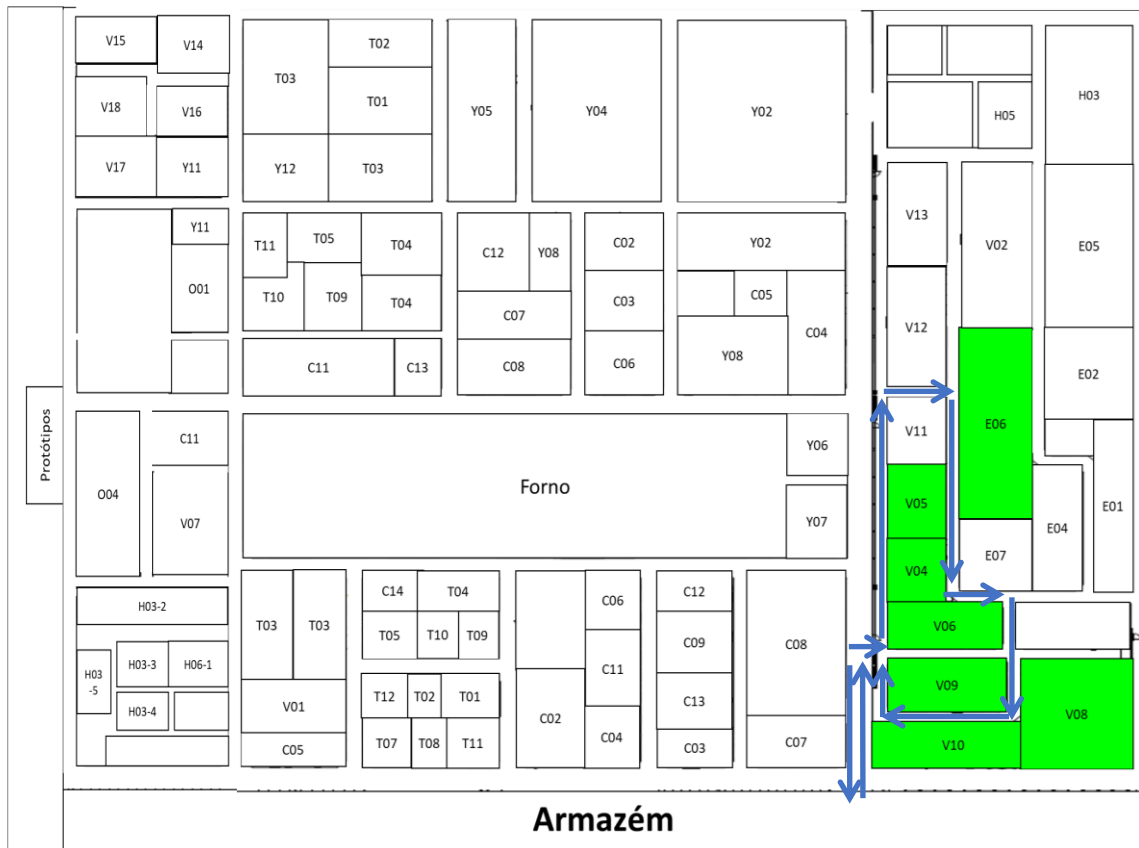 V15
V14
V18
V16
V17
Y11
T03
T02
T01
Y12
T03
Y05
Y04
Y02
H05
H03
Y11
O01
T11
T05
T04
T10
T09
T04
C11
C13
C12
Y08
C07
C08
C02
C03
C06
Y02
C05
C04
Y08
V13
V12
V02
E05
E02
Protótipos
O04
C11
V07
Forno
Y06
Y07
V11
V05
V04
V06
E06
E07
E04
E01
H03-2
H03
-5
H03-3
H06-1
H03-4
T03
T03
V01
C05
C14
T04
T05
T10
T09
T12
T02
T01
T07
T08
T11
C06
C11
C02
C04
C12
C09
C13
C03
C08
C07
V09
V10
V08
Armazém